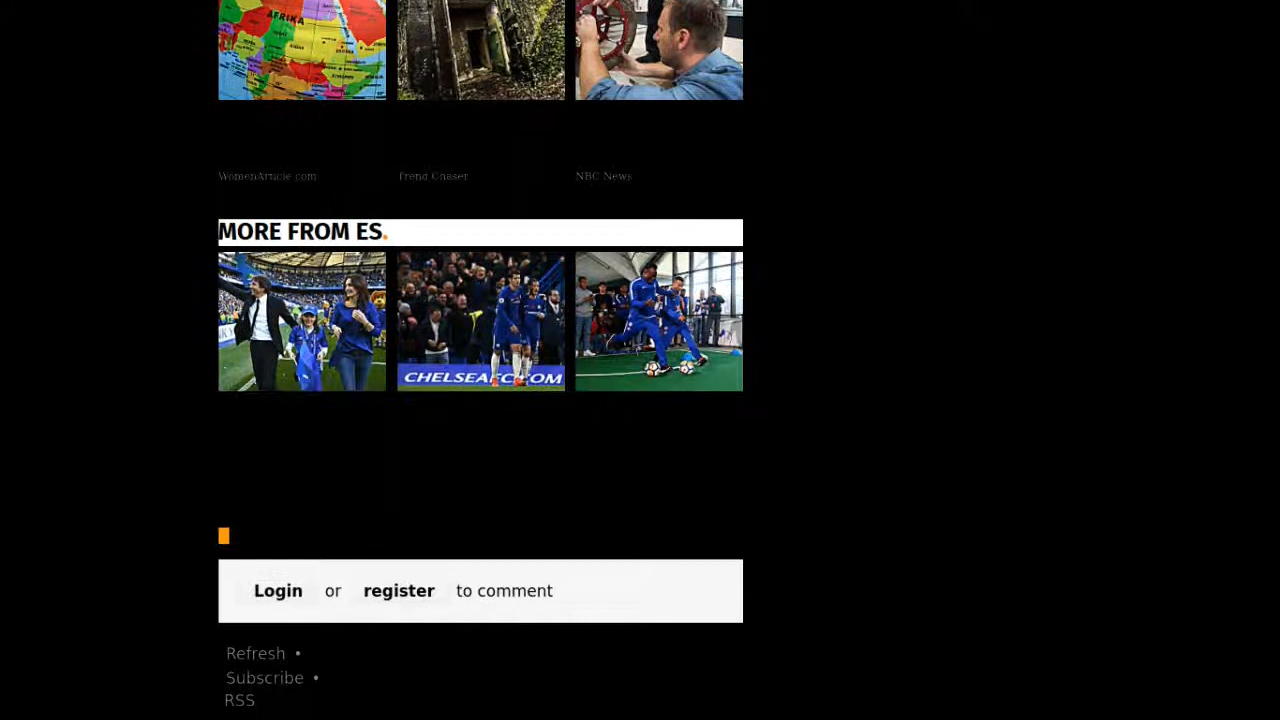 AFRIKA
WomenArticle.com
Trend Chaser
NBC News
MORE FROM ES.
CHELSEAFC.COM
Login or register to comment
Refresh •
Subscribe •
RSS